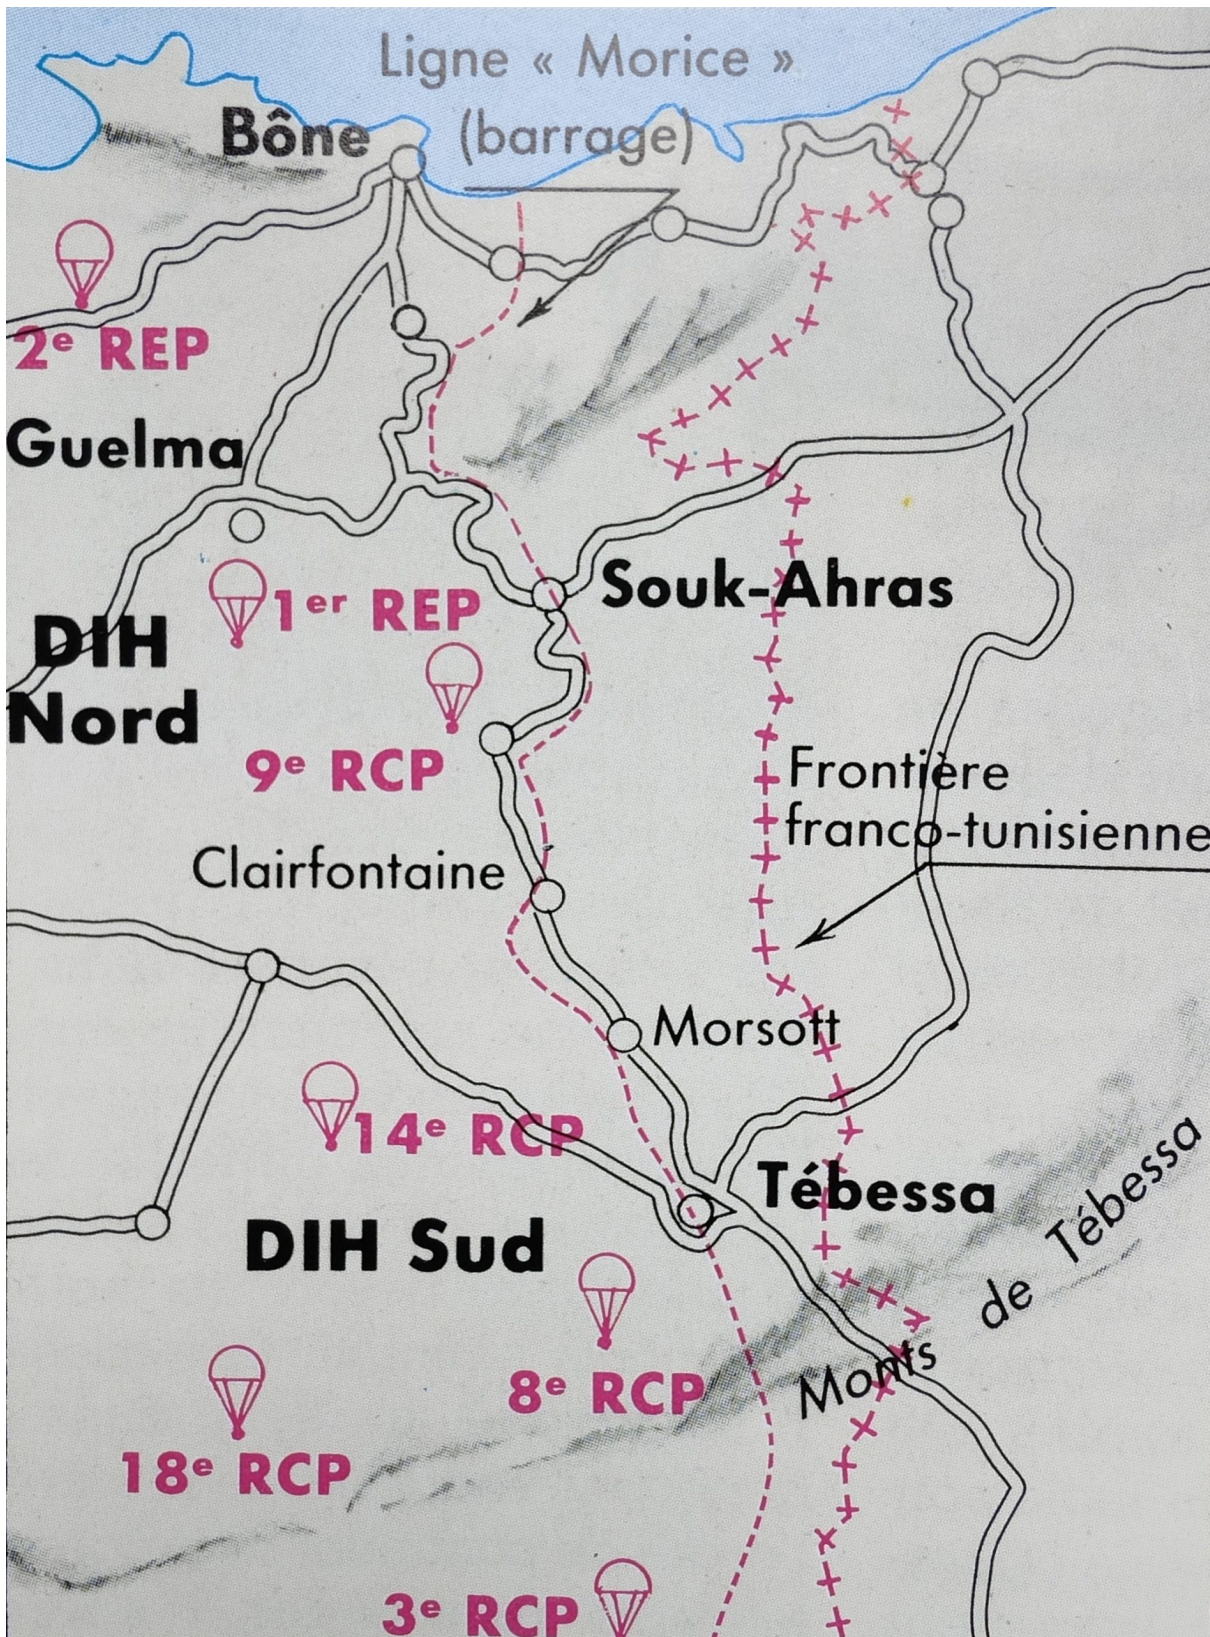 Ligne « Morice »
(barrage)
Bône
2e REP
Guelma
1er REP
Souk-Ahras
DIH
Nord
9e RCP
Frontière
franco-tunisienne
Clairfontaine
Morsott
14e RCP
Tébessa
DIH Sud
Monts de Tébessa
8e RCP
18e RCP
3e RCP